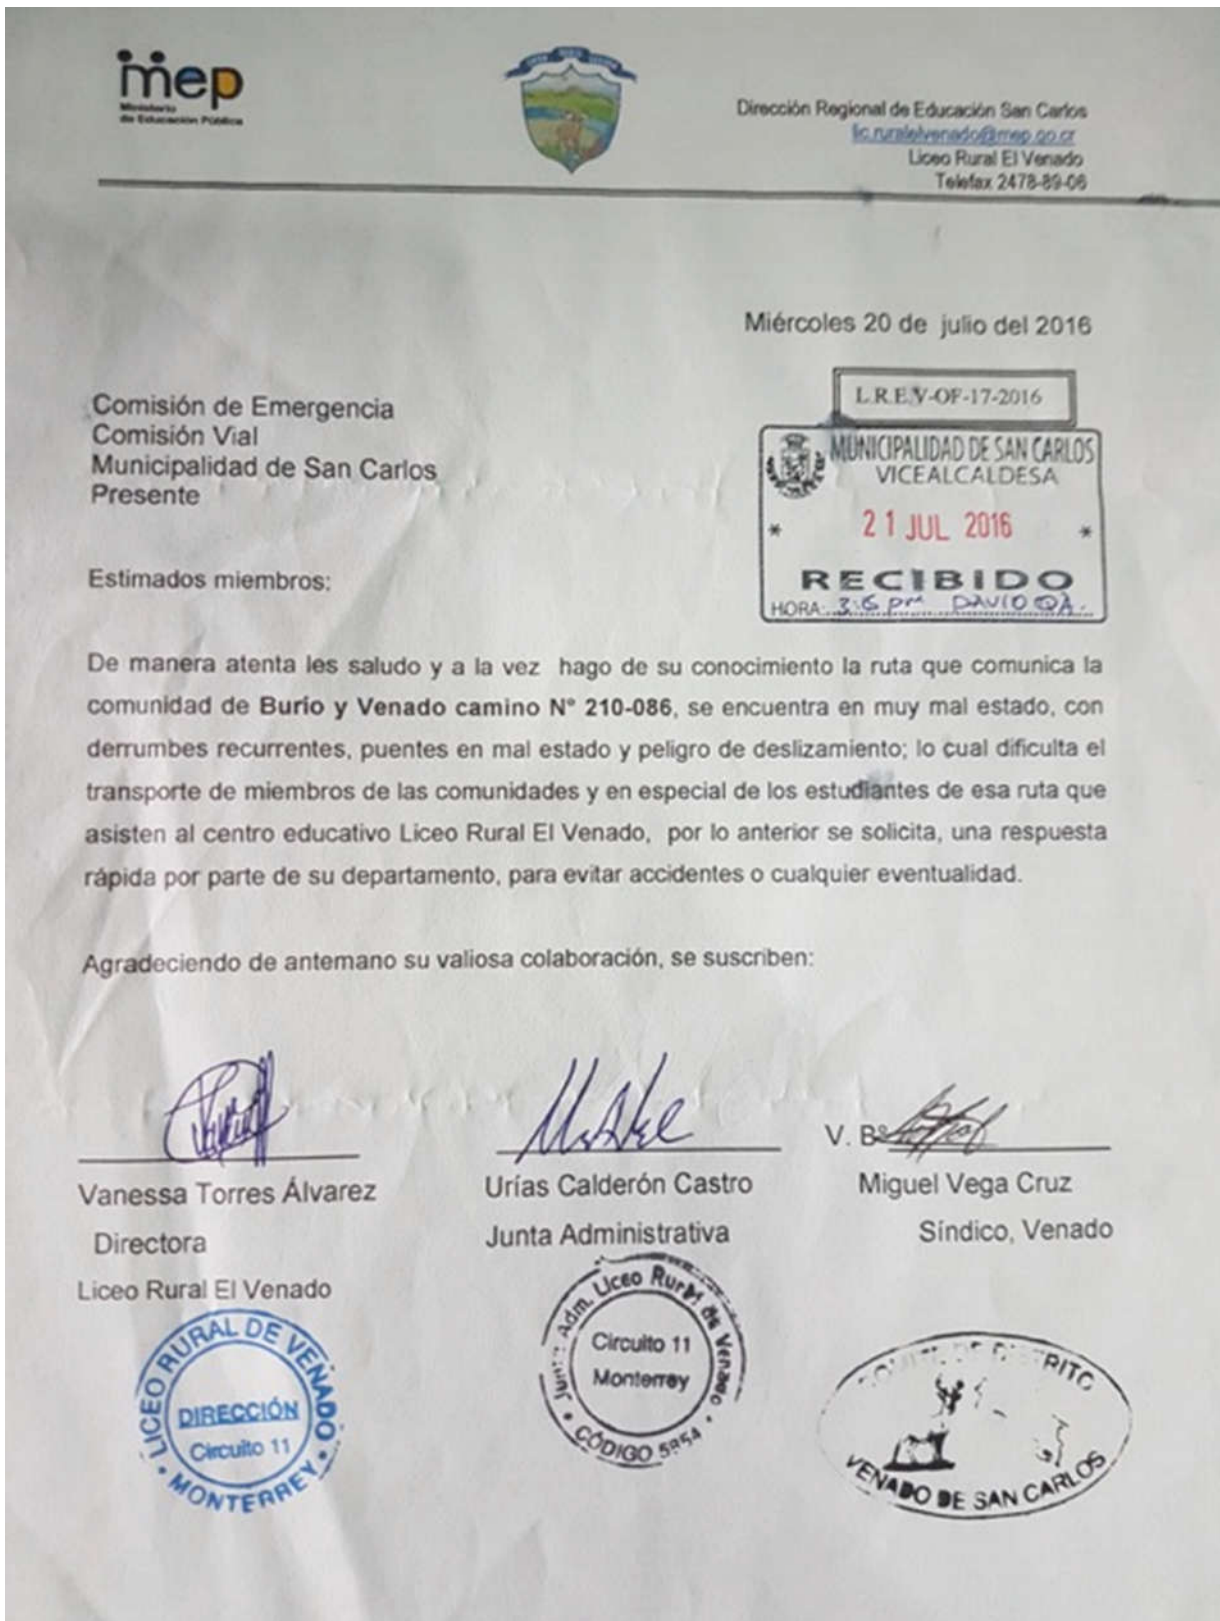 mep
Ministerio
de Educación Pública
Dirección Regional de Educación San Carlos
lic.ruralelvenado@mep.go.cr
Liceo Rural El Venado
Telefax 2478-89-06
Miércoles 20 de julio del 2016
L.R.E.V-OF-17-2016
Comisión de Emergencia
Comisión Vial
Municipalidad de San Carlos
Presente
MUNICIPALIDAD DE SAN CARLOS
VICEALCALDESA
* 21 JUL 2016 *
RECIBIDO
HORA: pm DAVID
Estimados miembros:
De manera atenta les saludo y a la vez hago de su conocimiento la ruta que comunica la
comunidad de Burío y Venado camino N° 210-086, se encuentra en muy mal estado, con
derrumbes recurrentes, puentes en mal estado y peligro de deslizamiento; lo cual dificulta el
transporte de miembros de las comunidades y en especial de los estudiantes de esa ruta que
asisten al centro educativo Liceo Rural El Venado, por lo anterior se solicita, una respuesta
rápida por parte de su departamento, para evitar accidentes o cualquier eventualidad.
Agradeciendo de antemano su valiosa colaboración, se suscriben:
V. B°
Vanessa Torres Álvarez
Directora
Liceo Rural El Venado
Urías Calderón Castro
Junta Administrativa
Miguel Vega Cruz
Síndico, Venado
LICEO RURAL DE VENADO
DIRECCIÓN
Circuito 11
MONTERREY
Junta Adm. Liceo Rural de Venado
Circuito 11
Monterrey
CÓDIGO
DISTRITO
VENADO DE SAN CARLOS